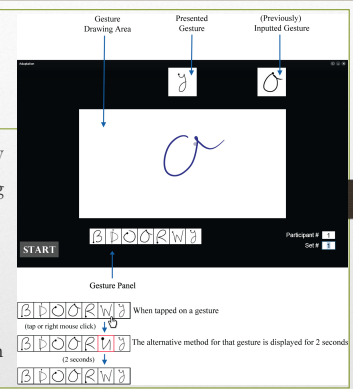 Gesture Drawing Area
Presented Gesture
(Previously) Inputted Gesture
Adaptation
y
a
a
B D O O R W Y
START
Participant # 1
Set # 1
Gesture Panel
B D O O R W Y
When tapped on a gesture
(tap or right mouse click)
B D O O R Y
The alternative method for that gesture is displayed for 2 seconds
(2 seconds)
B D O O R W Y